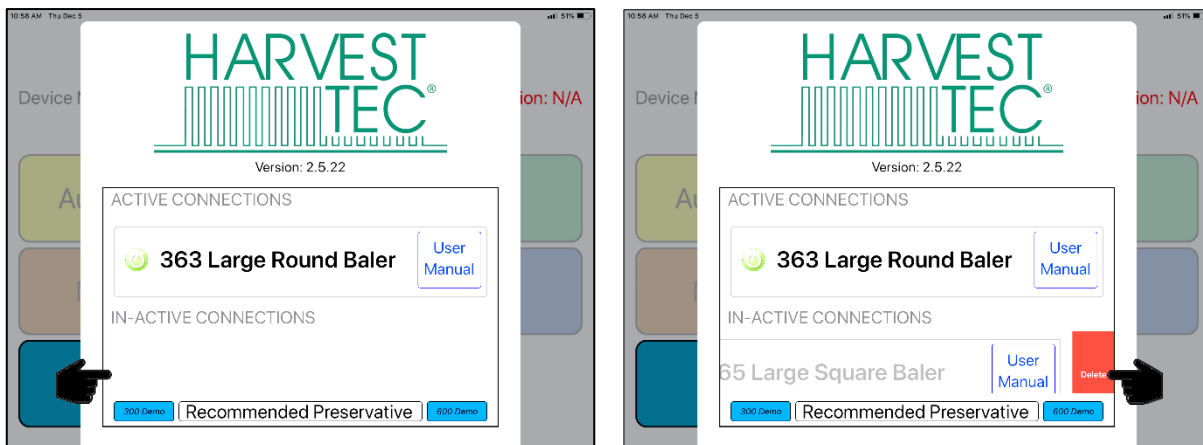 10:58 AM Thu Dec 5
51%
HARVEST
TEC®
Version: 2.5.22
Device
ion: N/A
ACTIVE CONNECTIONS
363 Large Round Baler
User
Manual
IN-ACTIVE CONNECTIONS
300 Demo
Recommended Preservative
600 Demo
10:58 AM Thu Dec 5
51%
HARVEST
TEC®
Version: 2.5.22
Device
ion: N/A
ACTIVE CONNECTIONS
363 Large Round Baler
User
Manual
IN-ACTIVE CONNECTIONS
65 Large Square Baler
User
Manual
Delete
300 Demo
Recommended Preservative
600 Demo